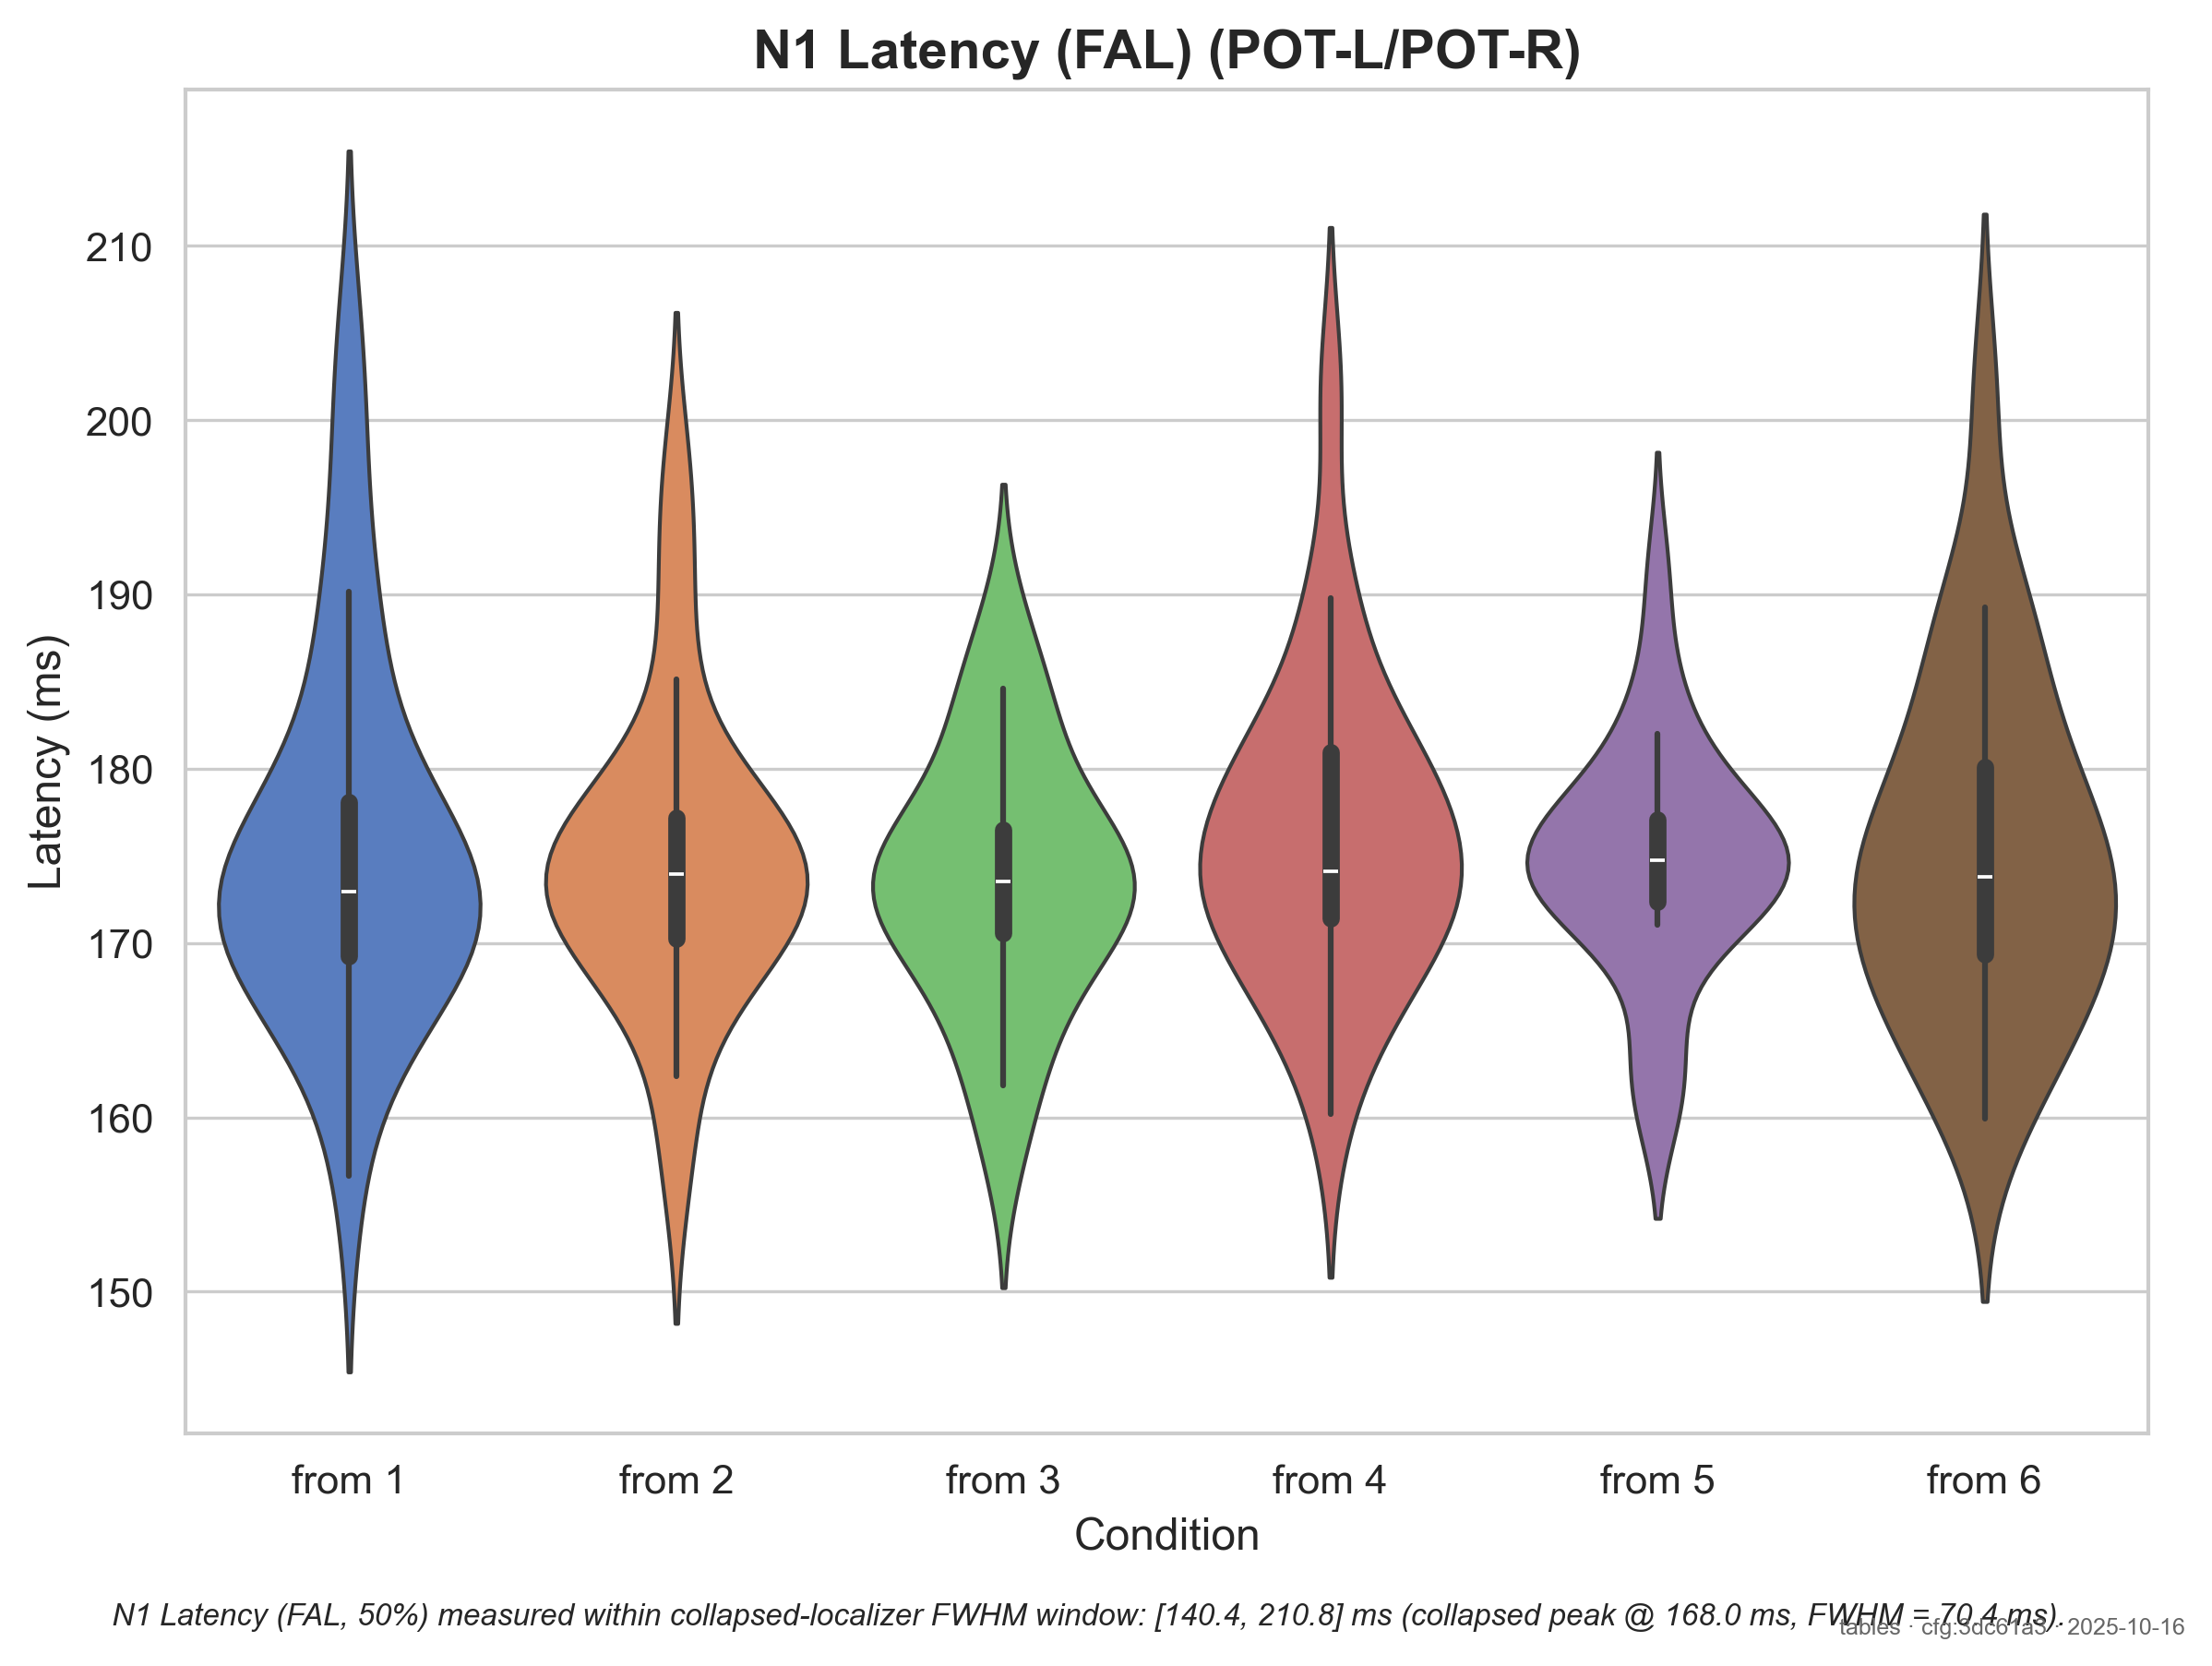 N1 Latency (FAL) (POT-L/POT-R)
Latency (ms)
210
200
190
180
170
160
150
from 1 from 2 from 3 from 4 from 5 from 6
Condition
N1 Latency (FAL, 50%) measured within collapsed-localizer FWHM window: [140.4, 210.8] ms (collapsed peak @ 168.0 ms, FWHM = 70.4 ms).
tables · cfg:3dc61a5 · 2025-10-16